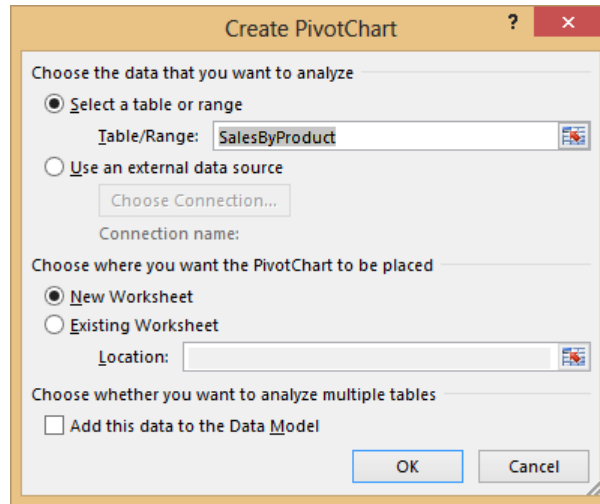 Create PivotChart ?
Choose the data that you want to analyze
Select a table or range
Table/Range: SalesByProduct
Use an external data source
Choose Connection...
Connection name:
Choose where you want the PivotChart to be placed
New Worksheet
Existing Worksheet
Location:
Choose whether you want to analyze multiple tables
Add this data to the Data Model
OK Cancel